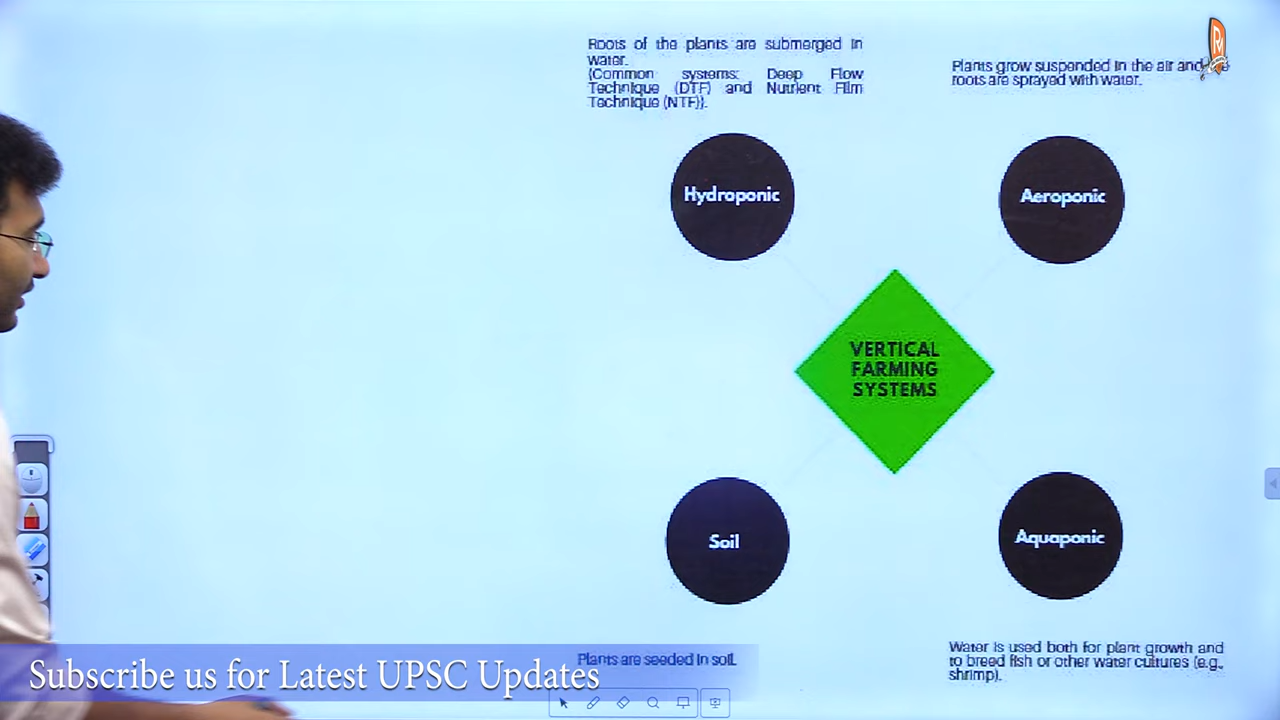 Roots of the plants are submerged in
water.
(Common systems: Deep Flow
Technique (DTF) and Nutrient Film
Technique (NTF)).
Plants grow suspended in the air and
roots are sprayed with water.
Hydroponic
Aeroponic
VERTICAL
FARMING
SYSTEMS
Soil
Aquaponic
Plants are seeded in soil.
Water is used both for plant growth and
to breed fish or other water cultures (e.g.,
shrimp).
Subscribe us for Latest UPSC Updates